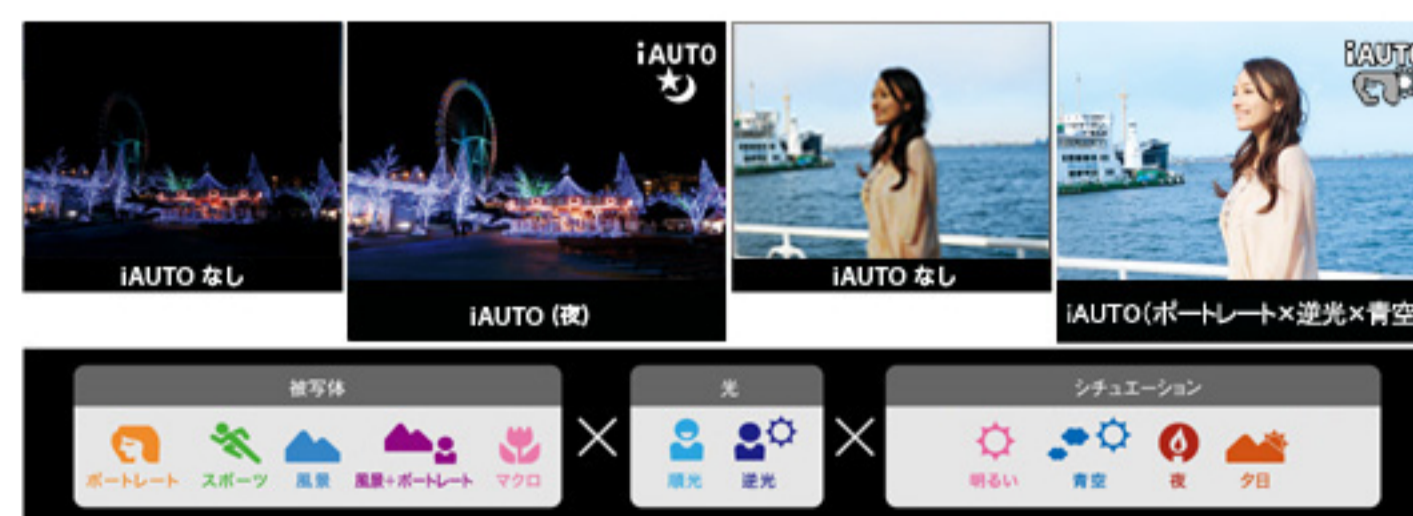 iAUTO
iAUTO なし
iAUTO (夜)
iAUTO なし
iAUTO
iAUTO(ポートレート×逆光×青空
被写体
ポートレート
スポーツ
風景
風景+ポートレート
マクロ
×
光
順光
逆光
×
シチュエーション
明るい
青空
夜
夕日